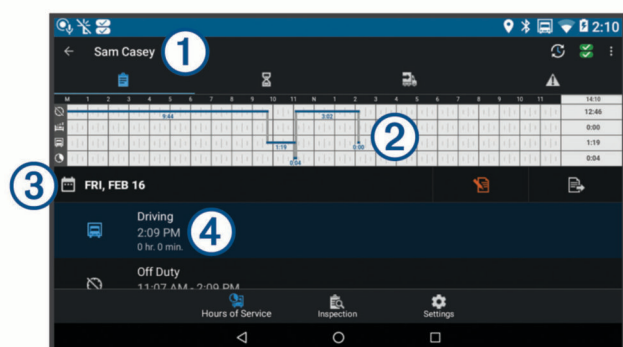 2:10
Sam Casey
1
M 1 2 3 4 5 6 7 8 9 10 11 N 1 2 3 4 5 6 7 8 9 10 11 14:10
9:44 3:02 12:46
0:00
1:19 0:00 1:19
0:04 0:04
2
3
FRI, FEB 16
Driving
2:09 PM
0 hr. 0 min.
4
Off Duty
11:07 AM - 2:09 PM
Hours of Service
Inspection
Settings